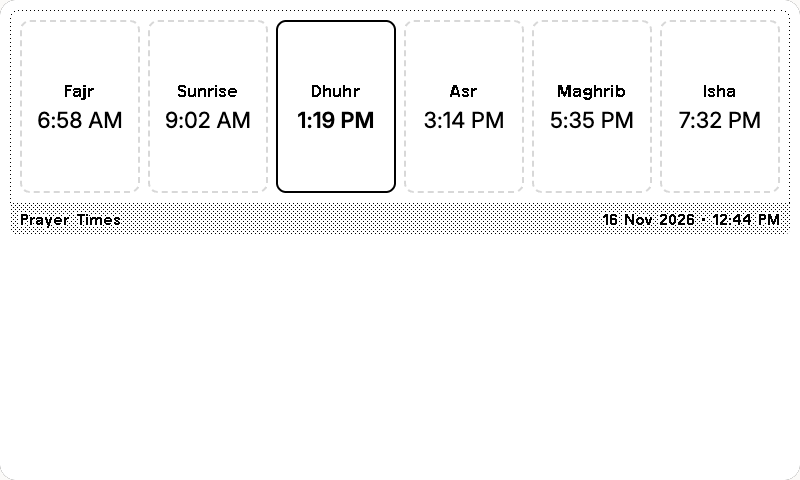 Fajr
6:58 AM
Sunrise
9:02 AM
Dhuhr
1:19 PM
Asr
3:14 PM
Maghrib
5:35 PM
Isha
7:32 PM
Prayer Times
16 Nov 2026 · 12:44 PM